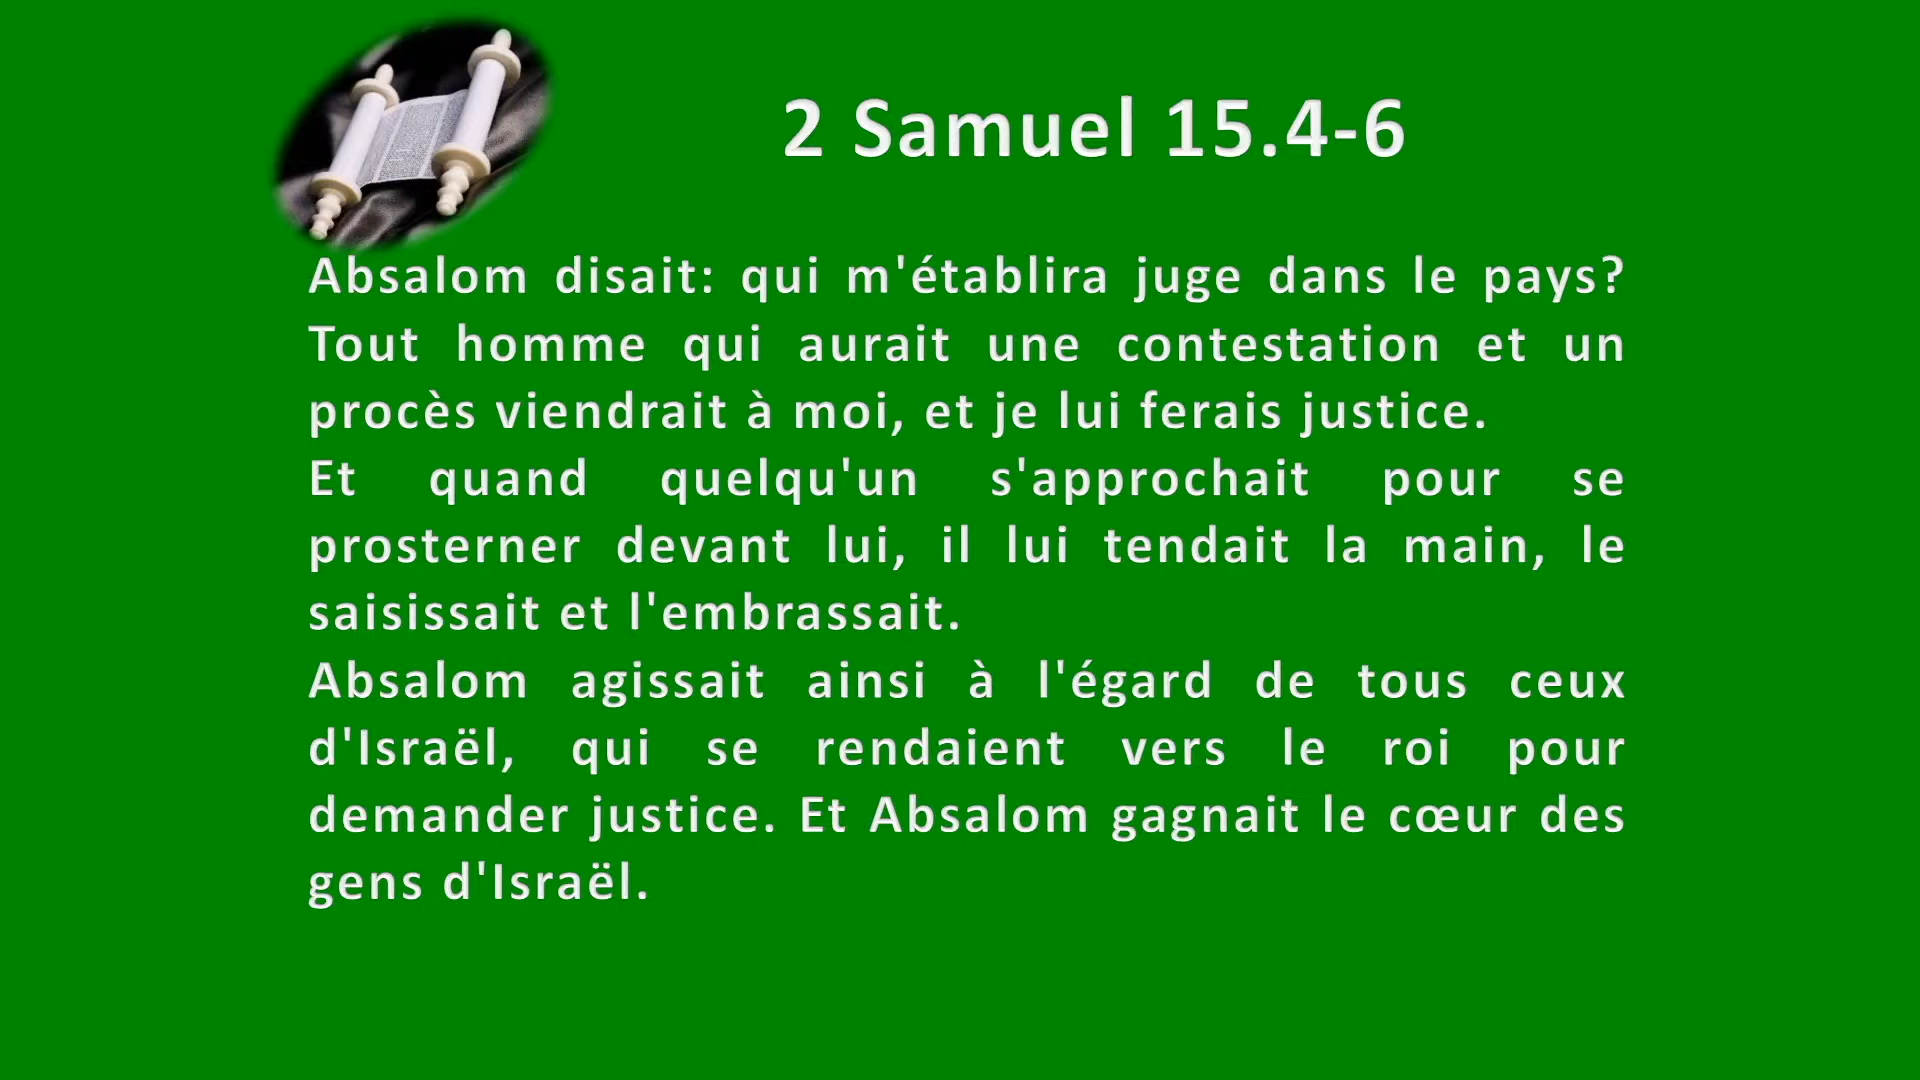 2 Samuel 15.4-6
Absalom disait: qui m'établira juge dans le pays?
Tout homme qui aurait une contestation et un
procès viendrait à moi, et je lui ferais justice.
Et quand quelqu'un s'approchait pour se
prosterner devant lui, il lui tendait la main, le
saisissait et l'embrassait.
Absalom agissait ainsi à l'égard de tous ceux
d'Israël, qui se rendaient vers le roi pour
demander justice. Et Absalom gagnait le cœur des
gens d'Israël.